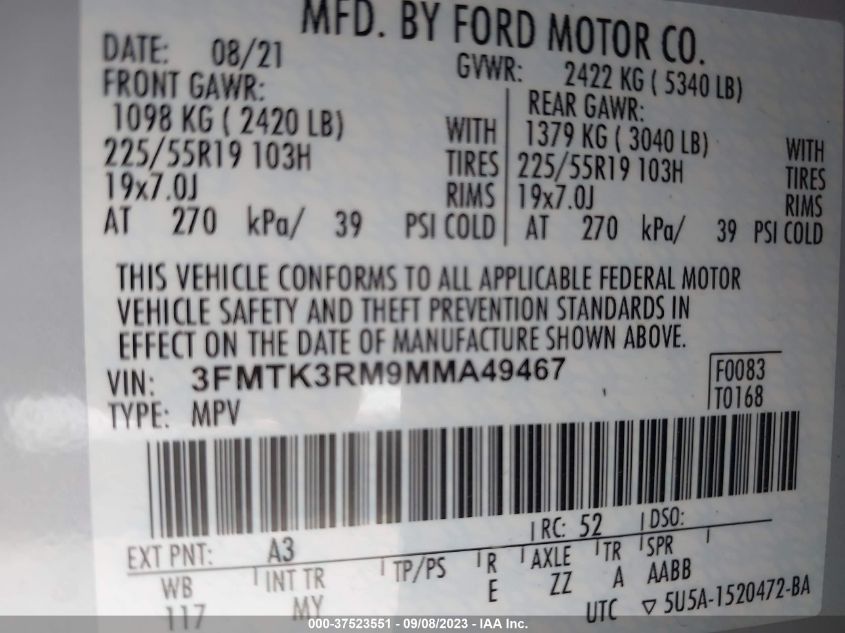 MFD. BY FORD MOTOR CO.
DATE: 08/21 GVWR: 2422 KG ( 5340 LB)
FRONT GAWR: REAR GAWR:
1098 KG ( 2420 LB) WITH 1379 KG ( 3040 LB) WITH
225/55R19 103H TIRES 225/55R19 103H TIRES
19x7.0J RIMS 19x7.0J RIMS
AT 270 kPa/ 39 PSI COLD AT 270 kPa/ 39 PSI COLD
THIS VEHICLE CONFORMS TO ALL APPLICABLE FEDERAL MOTOR
VEHICLE SAFETY AND THEFT PREVENTION STANDARDS IN
EFFECT ON THE DATE OF MANUFACTURE SHOWN ABOVE.
VIN: 3FMTK3RM9MMA49467 F0083
TYPE: MPV T0168
EXT PNT: A3 RC: 52 DSO:
WB INT TR TP/PS R AXLE TR SPR
117 MY E ZZ A AABB
UTC ▽ 5U5A-1520472-BA
000-37523551 - 09/08/2023 - IAA Inc.